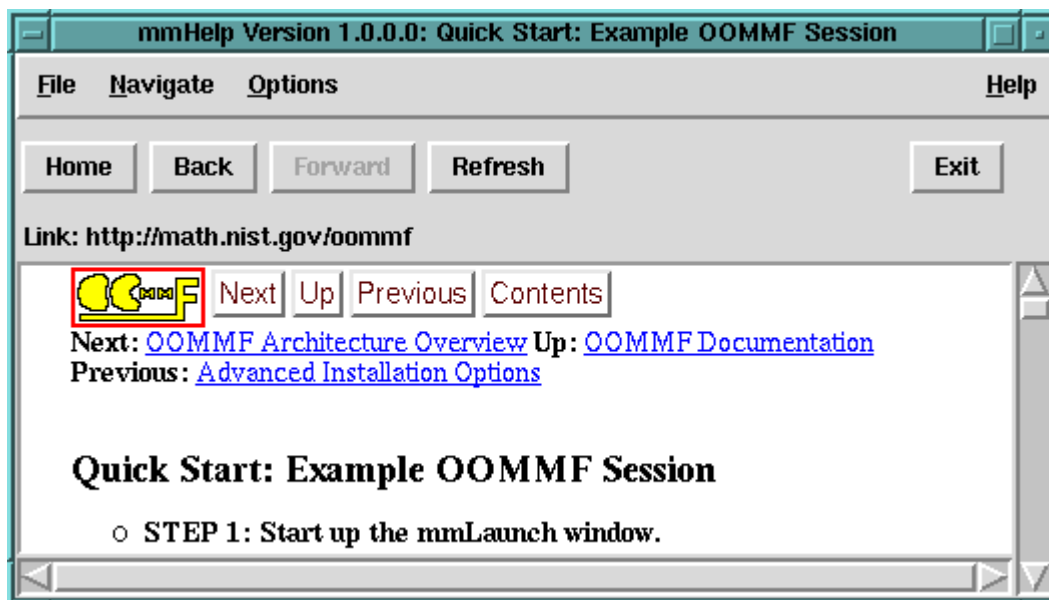 mmHelp Version 1.0.0.0: Quick Start: Example OOMMF Session
File Navigate Options Help
Home Back Forward Refresh Exit
Link: http://math.nist.gov/oommf
OOMMF Next Up Previous Contents
Next: OOMMF Architecture Overview Up: OOMMF Documentation
Previous: Advanced Installation Options
Quick Start: Example OOMMF Session
o STEP 1: Start up the mmLaunch window.